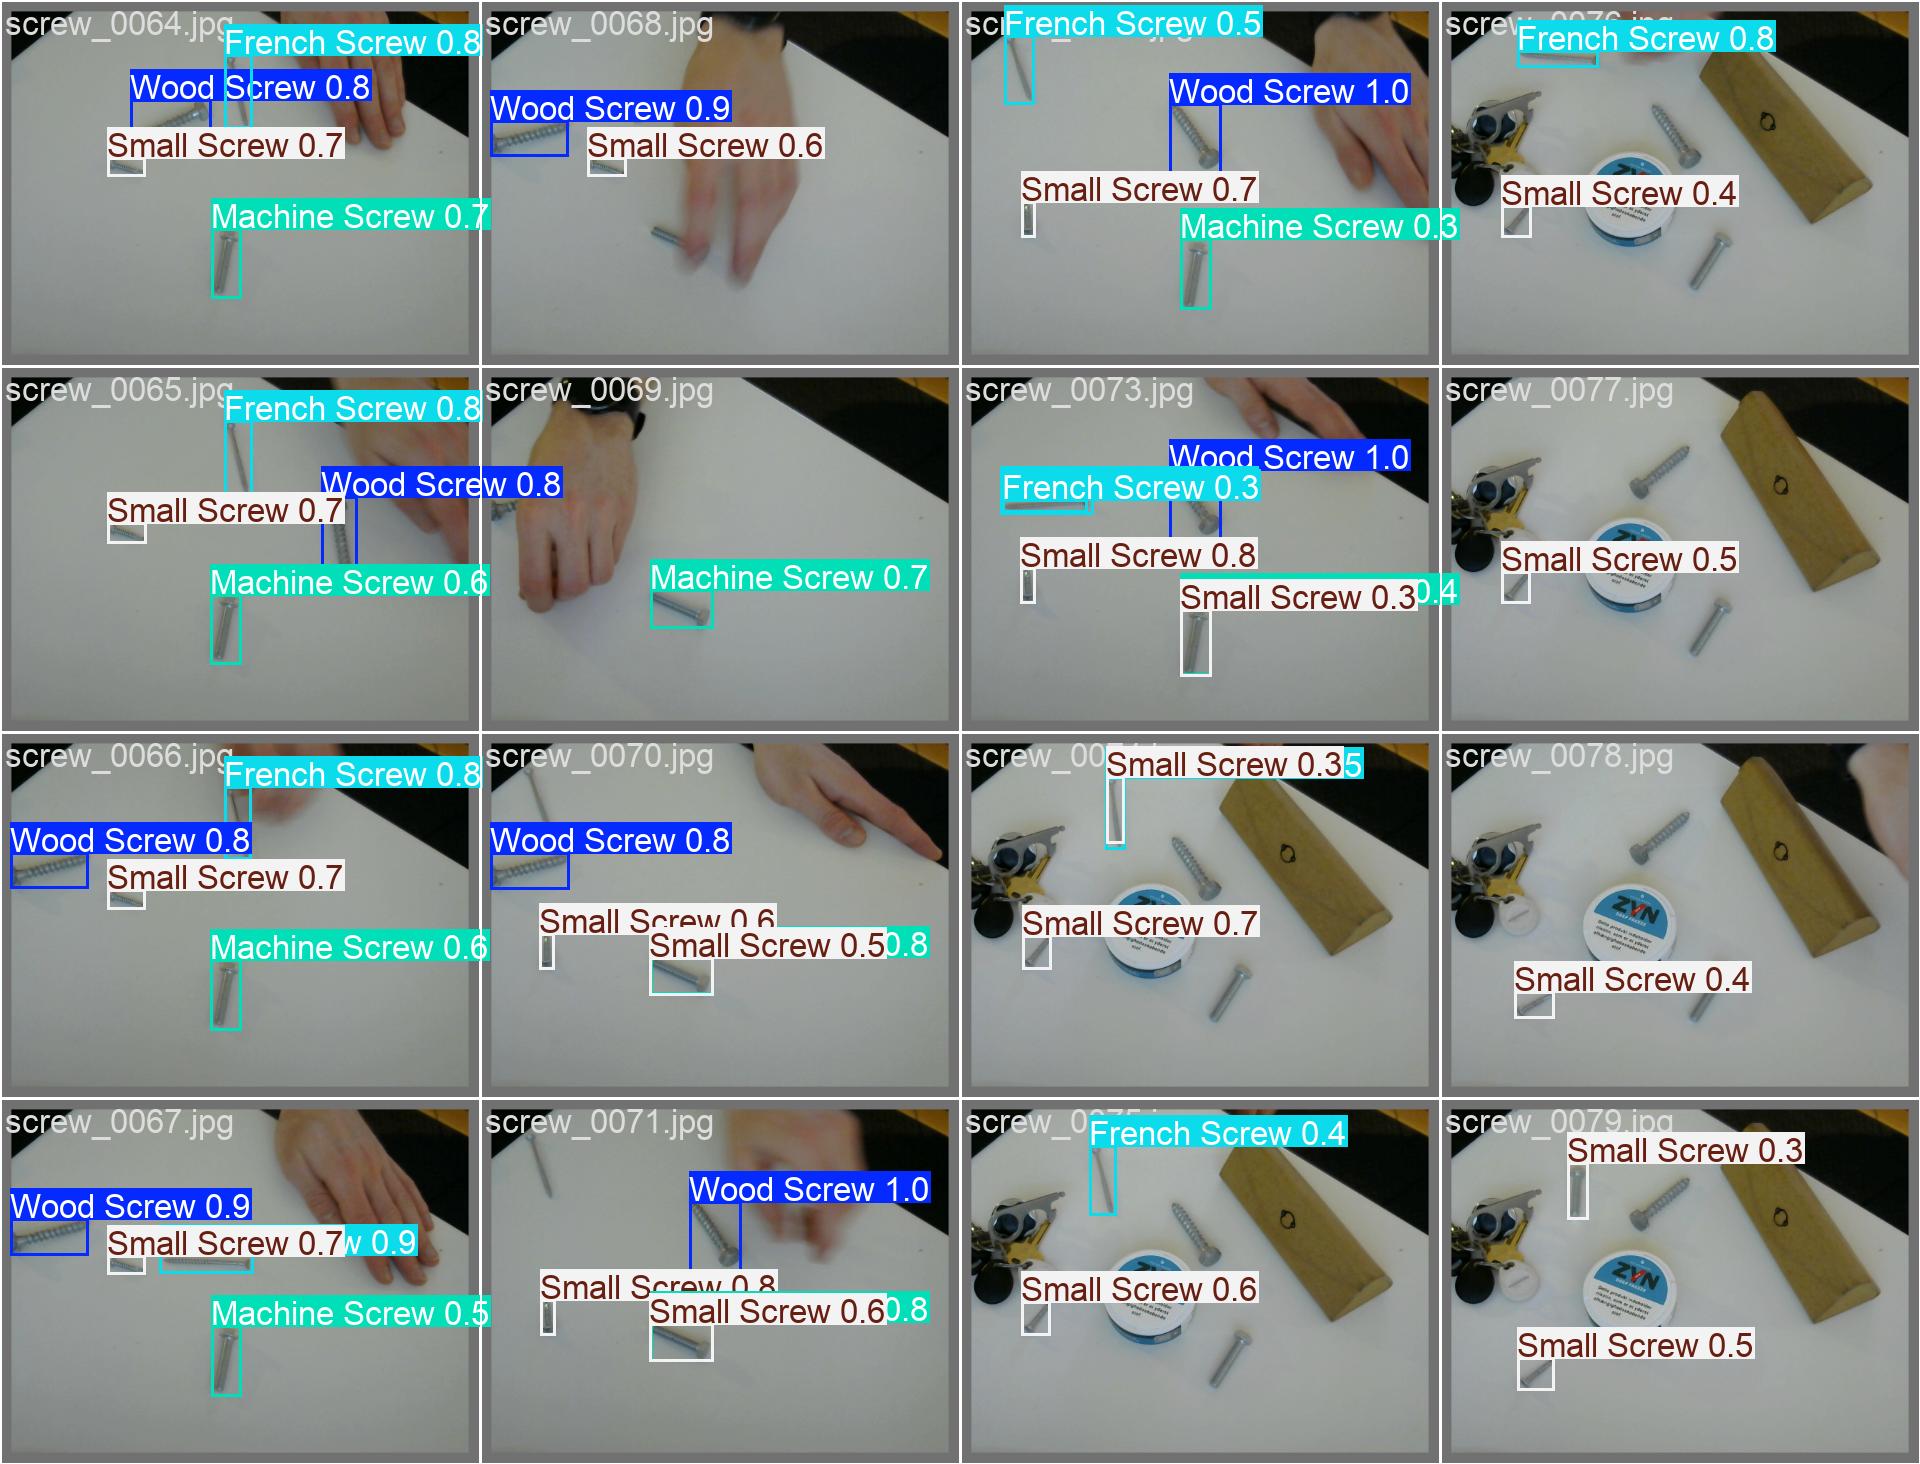 screw_0064.jpg
French Screw 0.8
Wood Screw 0.8
Small Screw 0.7
Machine Screw 0.7
screw_0068.jpg
Wood Screw 0.9
Small Screw 0.6
French Screw 0.5
Wood Screw 1.0
Small Screw 0.7
Machine Screw 0.3
screw_0076.jpg
French Screw 0.8
Small Screw 0.4
screw_0065.jpg
French Screw 0.8
Wood Screw 0.8
Small Screw 0.7
Machine Screw 0.6
screw_0069.jpg
Machine Screw 0.7
screw_0073.jpg
Wood Screw 1.0
French Screw 0.3
Small Screw 0.8
Small Screw 0.3
0.4
screw_0077.jpg
Small Screw 0.5
screw_0066.jpg
French Screw 0.8
Wood Screw 0.8
Small Screw 0.7
Machine Screw 0.6
screw_0070.jpg
Wood Screw 0.8
Small Screw 0.6
Small Screw 0.5
0.8
Small Screw 0.3
5
Small Screw 0.7
screw_0078.jpg
ZYN
Small Screw 0.4
screw_0067.jpg
Wood Screw 0.9
Small Screw 0.7
w 0.9
Machine Screw 0.5
screw_0071.jpg
Wood Screw 1.0
Small Screw 0.8
Small Screw 0.6
0.8
screw_0075.jpg
French Screw 0.4
Small Screw 0.6
screw_0079.jpg
Small Screw 0.3
ZYN
Small Screw 0.5